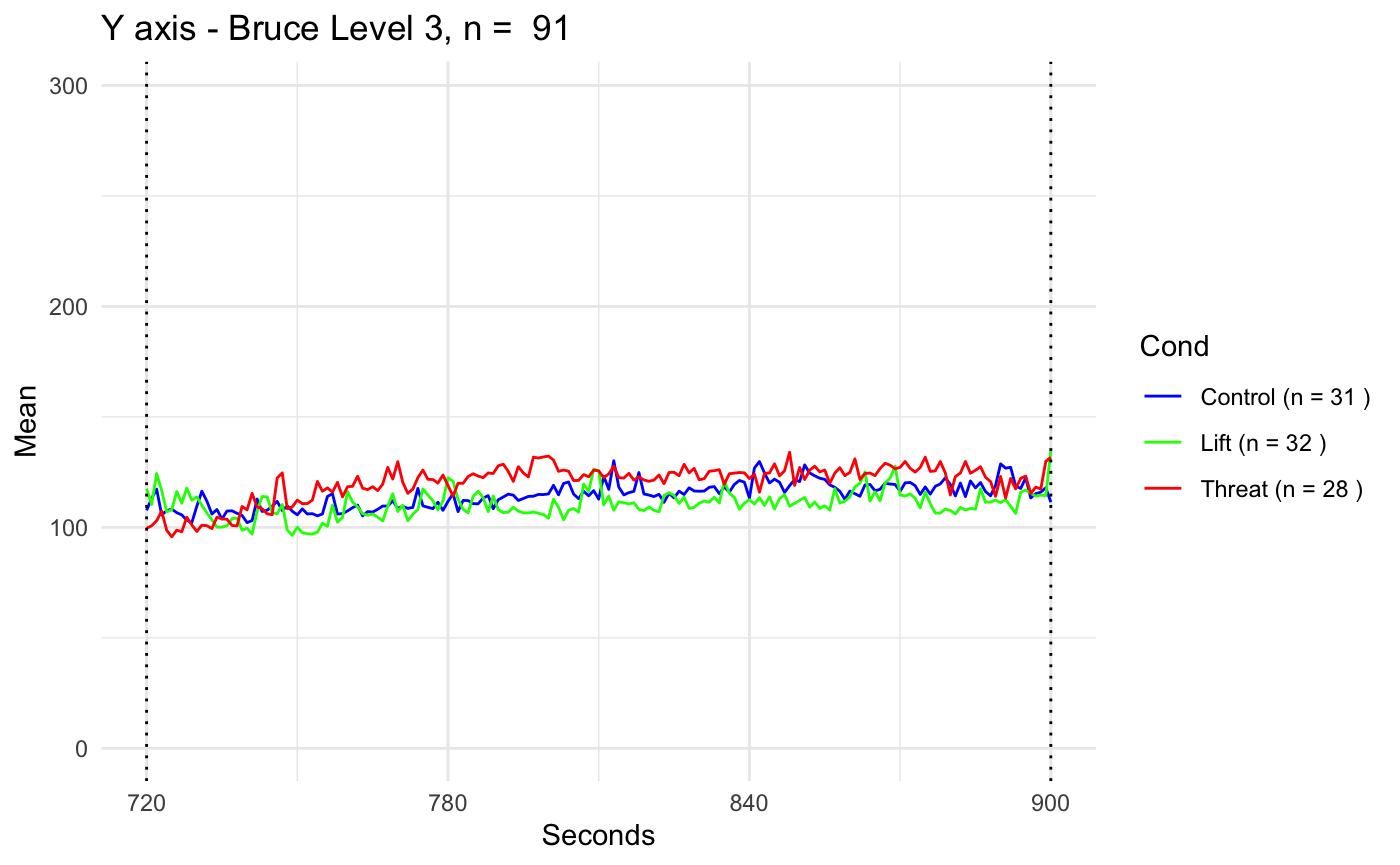 Y axis - Bruce Level 3, n =  91
300
200
100
0
Mean
720
780
840
900
Seconds
Cond
Control (n = 31 )
Lift (n = 32 )
Threat (n = 28 )